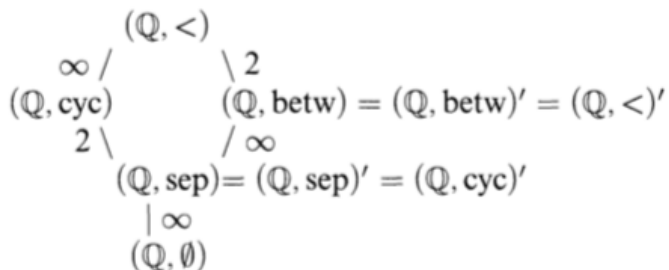 (ℚ, <)
∞ / \ 2
(ℚ, cyc) (ℚ, betw) = (ℚ, betw)′ = (ℚ, <)′
2 \ / ∞
(ℚ, sep)= (ℚ, sep)′ = (ℚ, cyc)′
| ∞
(ℚ, ∅)